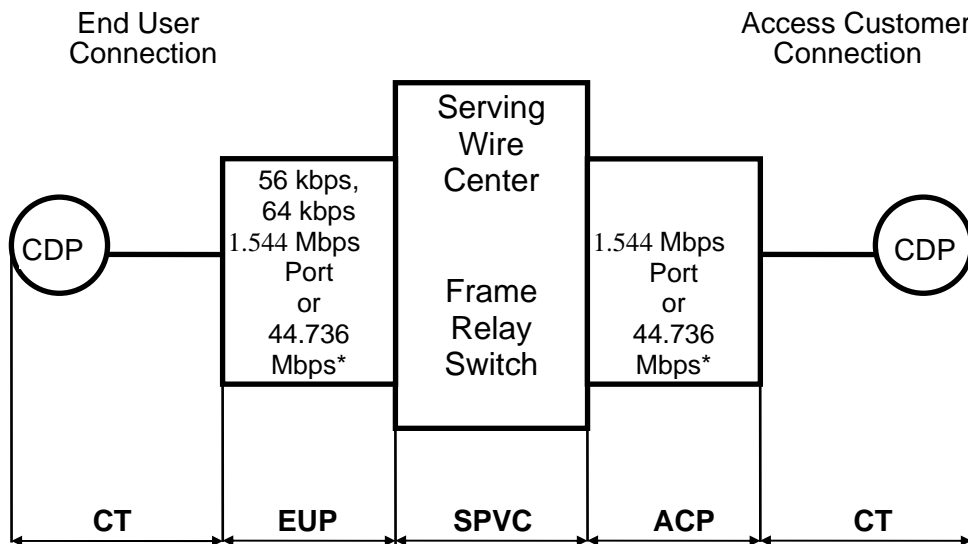 End User
Connection
Access Customer
Connection
Serving
Wire
Center
Frame
Relay
Switch
56 kbps,
64 kbps
1.544 Mbps
Port
or
44.736
Mbps*
1.544 Mbps
Port
or
44.736
Mbps*
CDP
CDP
CT
EUP
SPVC
ACP
CT